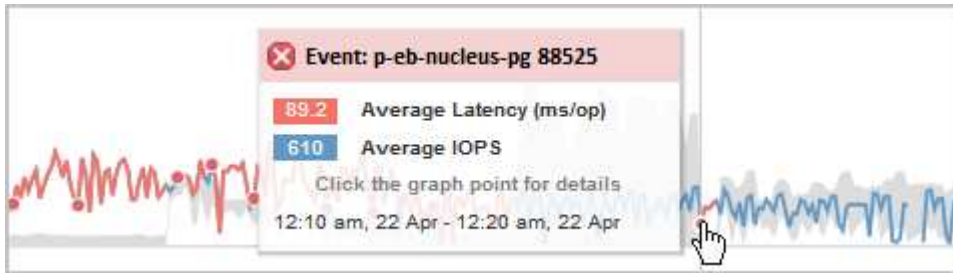 Event: p-eb-nucleus-pg 88525
89.2 Average Latency (ms/op)
610 Average IOPS
Click the graph point for details
12:10 am, 22 Apr - 12:20 am, 22 Apr